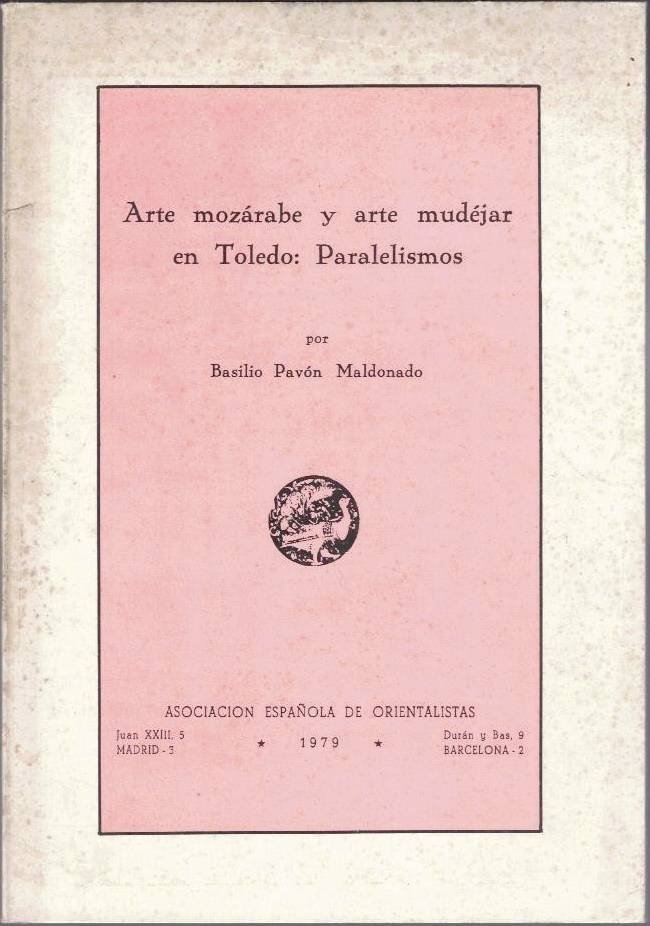 Arte mozárabe y arte mudéjar
en Toledo: Paralelismos
por
Basilio Pavón Maldonado
ASOCIACION ESPAÑOLA DE ORIENTALISTAS
Juan XXIII, 5
MADRID - 3
★ 1979 ★
Durán y Bas, 9
BARCELONA - 2